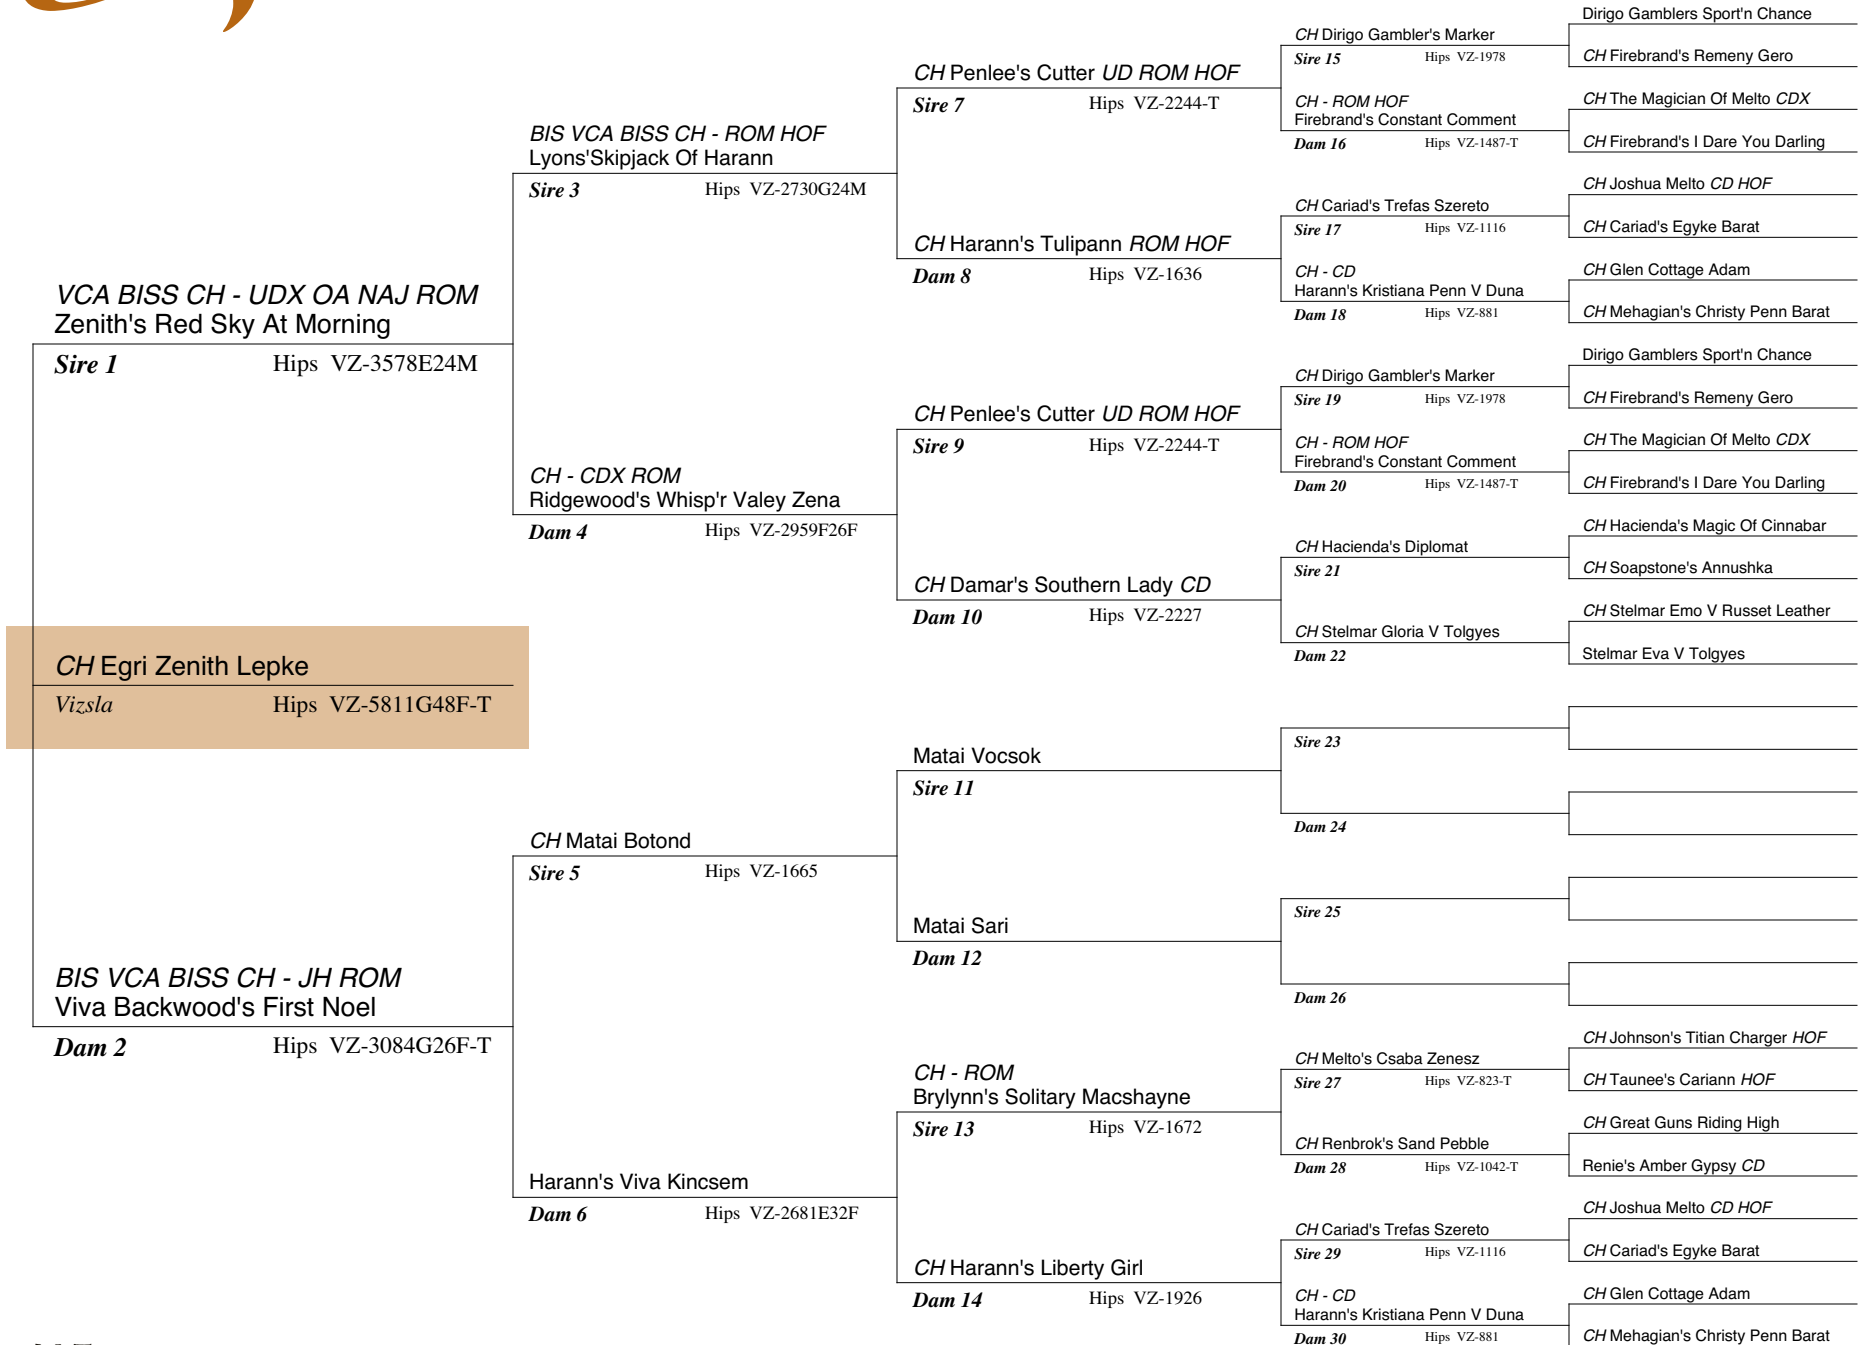 VCA BISS CH - UDX OA NAJ ROM
Zenith's Red Sky At Morning
Sire 1 Hips VZ-3578E24M
CH Egri Zenith Lepke
Vizsla Hips VZ-5811G48F-T
BIS VCA BISS CH - JH ROM
Viva Backwood's First Noel
Dam 2 Hips VZ-3084G26F-T
BIS VCA BISS CH - ROM HOF
Lyons'Skipjack Of Harann
Sire 3 Hips VZ-2730G24M
CH - CDX ROM
Ridgewood's Whisp'r Valey Zena
Dam 4 Hips VZ-2959F26F
CH Matai Botond
Sire 5 Hips VZ-1665
Harann's Viva Kincsem
Dam 6 Hips VZ-2681E32F
CH Penlee's Cutter UD ROM HOF
Sire 7 Hips VZ-2244-T
CH Harann's Tulipann ROM HOF
Dam 8 Hips VZ-1636
CH Penlee's Cutter UD ROM HOF
Sire 9 Hips VZ-2244-T
CH Damar's Southern Lady CD
Dam 10 Hips VZ-2227
Matai Vocsok
Sire 11
Matai Sari
Dam 12
CH - ROM
Brylynn's Solitary Macshayne
Sire 13 Hips VZ-1672
CH Harann's Liberty Girl
Dam 14 Hips VZ-1926
CH Dirigo Gambler's Marker
Sire 15 Hips VZ-1978
CH - ROM HOF
Firebrand's Constant Comment
Dam 16 Hips VZ-1487-T
CH Cariad's Trefas Szereto
Sire 17 Hips VZ-1116
CH - CD
Harann's Kristiana Penn V Duna
Dam 18 Hips VZ-881
CH Dirigo Gambler's Marker
Sire 19 Hips VZ-1978
CH - ROM HOF
Firebrand's Constant Comment
Dam 20 Hips VZ-1487-T
CH Hacienda's Diplomat
Sire 21
CH Stelmar Gloria V Tolgyes
Dam 22
Sire 23
Dam 24
Sire 25
Dam 26
CH Melto's Csaba Zenesz
Sire 27 Hips VZ-823-T
CH Renbrok's Sand Pebble
Dam 28 Hips VZ-1042-T
CH Cariad's Trefas Szereto
Sire 29 Hips VZ-1116
CH - CD
Harann's Kristiana Penn V Duna
Dam 30 Hips VZ-881
Dirigo Gamblers Sport'n Chance
CH Firebrand's Remeny Gero
CH The Magician Of Melto CDX
CH Firebrand's I Dare You Darling
CH Joshua Melto CD HOF
CH Cariad's Egyke Barat
CH Glen Cottage Adam
CH Mehagian's Christy Penn Barat
Dirigo Gamblers Sport'n Chance
CH Firebrand's Remeny Gero
CH The Magician Of Melto CDX
CH Firebrand's I Dare You Darling
CH Hacienda's Magic Of Cinnabar
CH Soapstone's Annushka
CH Stelmar Emo V Russet Leather
Stelmar Eva V Tolgyes
CH Johnson's Titian Charger HOF
CH Taunee's Cariann HOF
CH Great Guns Riding High
Renie's Amber Gypsy CD
CH Joshua Melto CD HOF
CH Cariad's Egyke Barat
CH Glen Cottage Adam
CH Mehagian's Christy Penn Barat